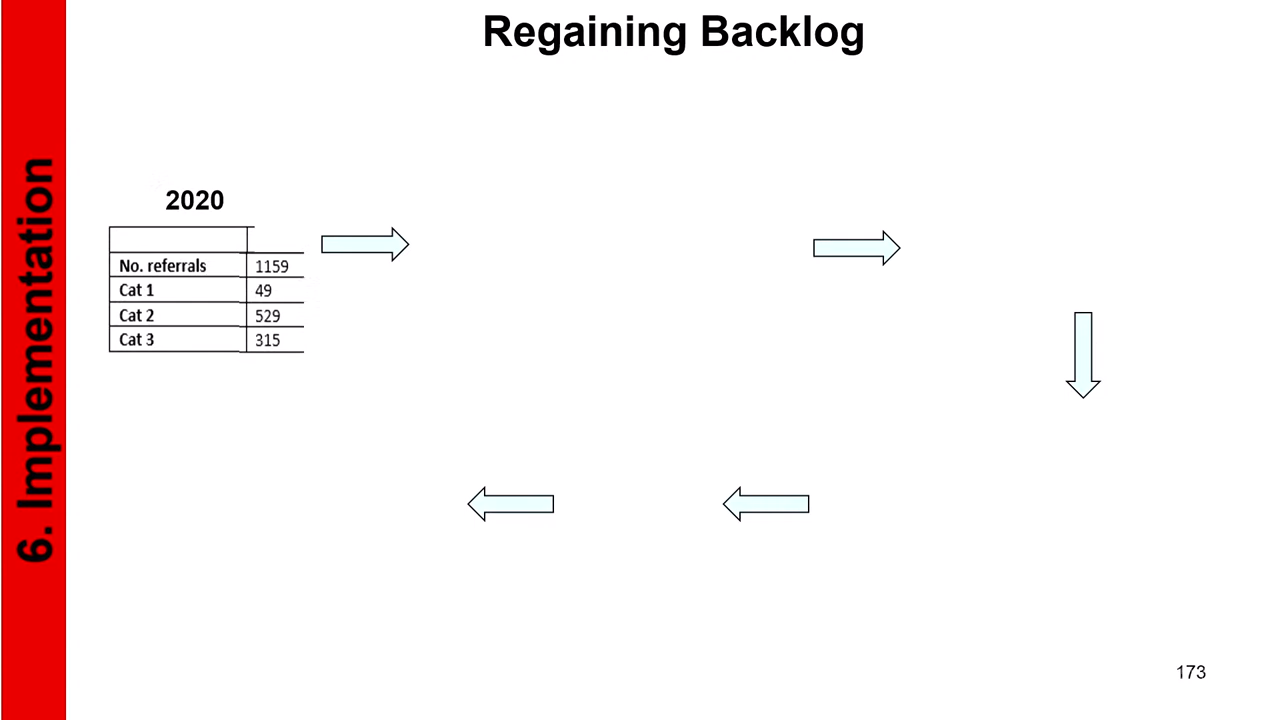 Regaining Backlog
6. Implementation
2020
No. referrals 1159
Cat 1 49
Cat 2 529
Cat 3 315
173